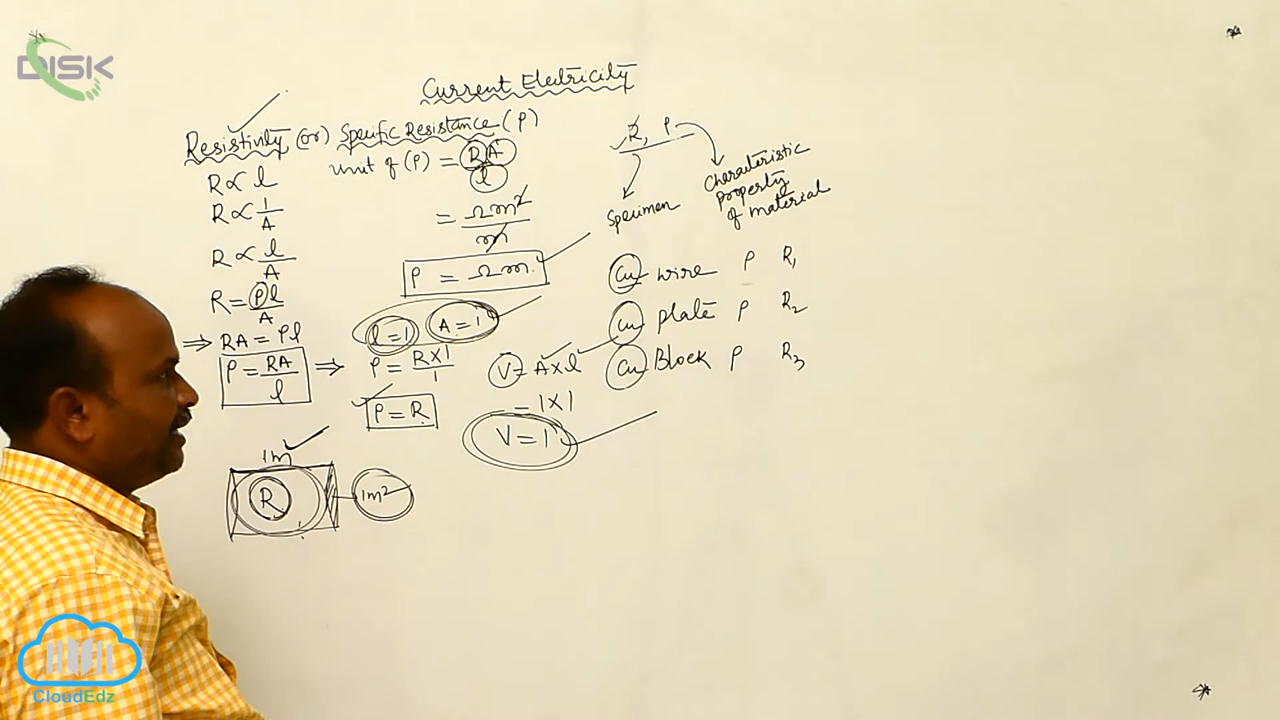 DISK
Current Electricity
Resistivity (or) Specific Resistance (ρ)
R ∝ l
R ∝ 1/A
R ∝ l/A
R = ρl/A
⇒ RA = ρl
ρ = RA/l ⇒
unit of (ρ) = RA/l
= Ωm²/m
ρ = Ωm.
l = 1 A = 1
ρ = R×1/1
ρ = R
1m
R 1m²
V = A×l
= 1×1
V = 1
R, ρ
Specimen
Characteristic
property
of material
Cu wire ρ R₁
Cu plate ρ R₂
Cu Block ρ R₃
CloudEdz